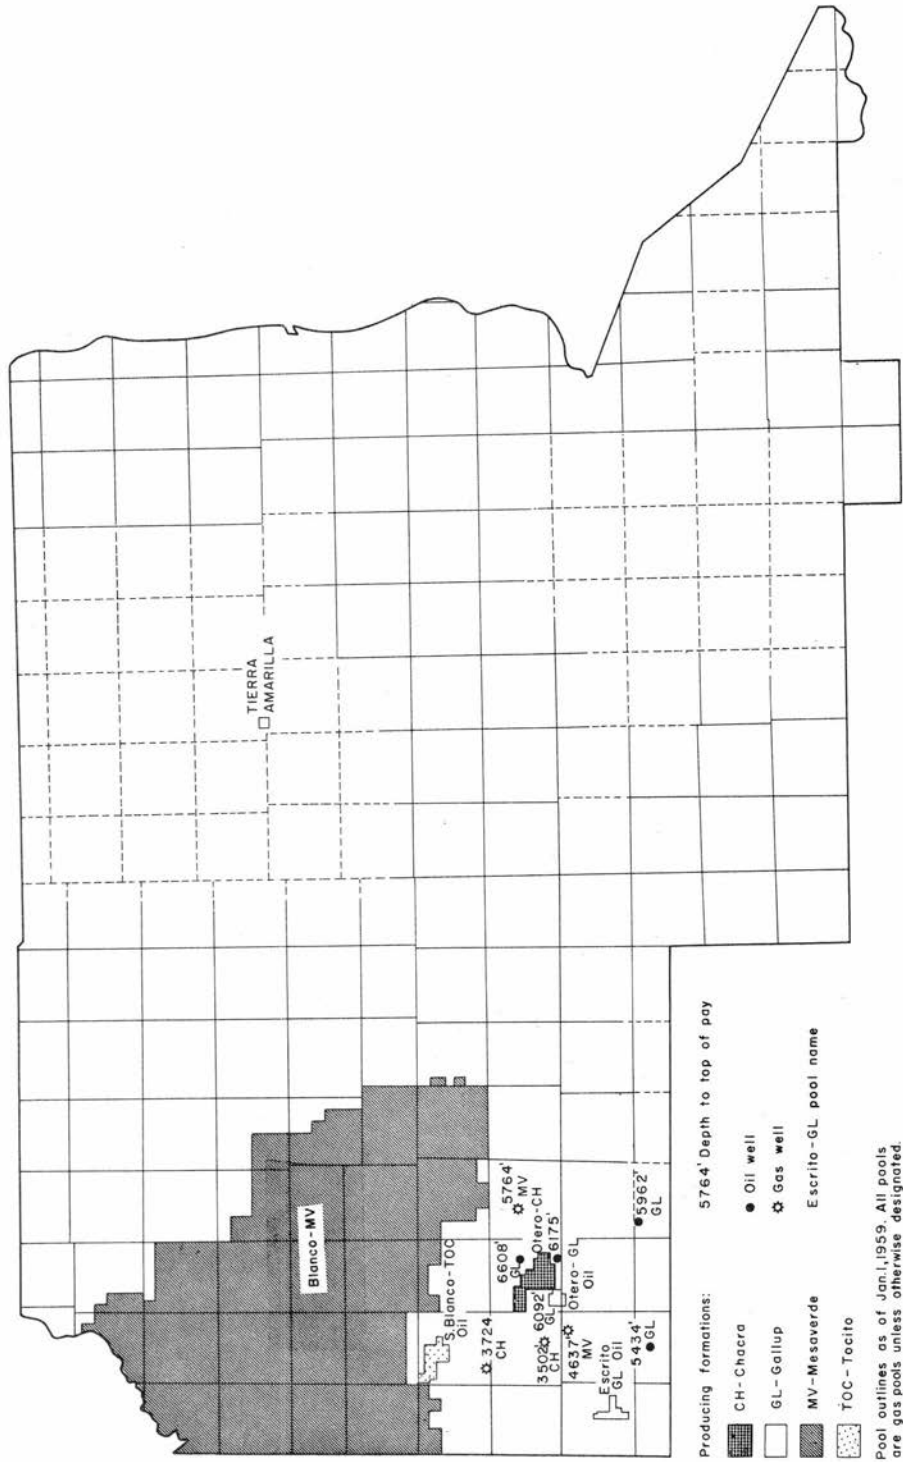 TIERRA
AMARILLA
Blanco-MV
S. Blanco-TOC
Oil
3724
CH
5764'
MV
Otero-CH
6608'
GL
6175'
3502'
CH
6092'
GL
Otero-GL
Oil
4637'
MV
Escrito
GL Oil
5434'
GL
5962'
GL
Producing formations:
CH-Chacra
GL-Gallup
MV-Mesaverde
TOC-Tocito
5764' Depth to top of pay
Oil well
Gas well
Escrito-GL pool name
Pool outlines as of Jan.1,1959. All pools
are gas pools unless otherwise designated.